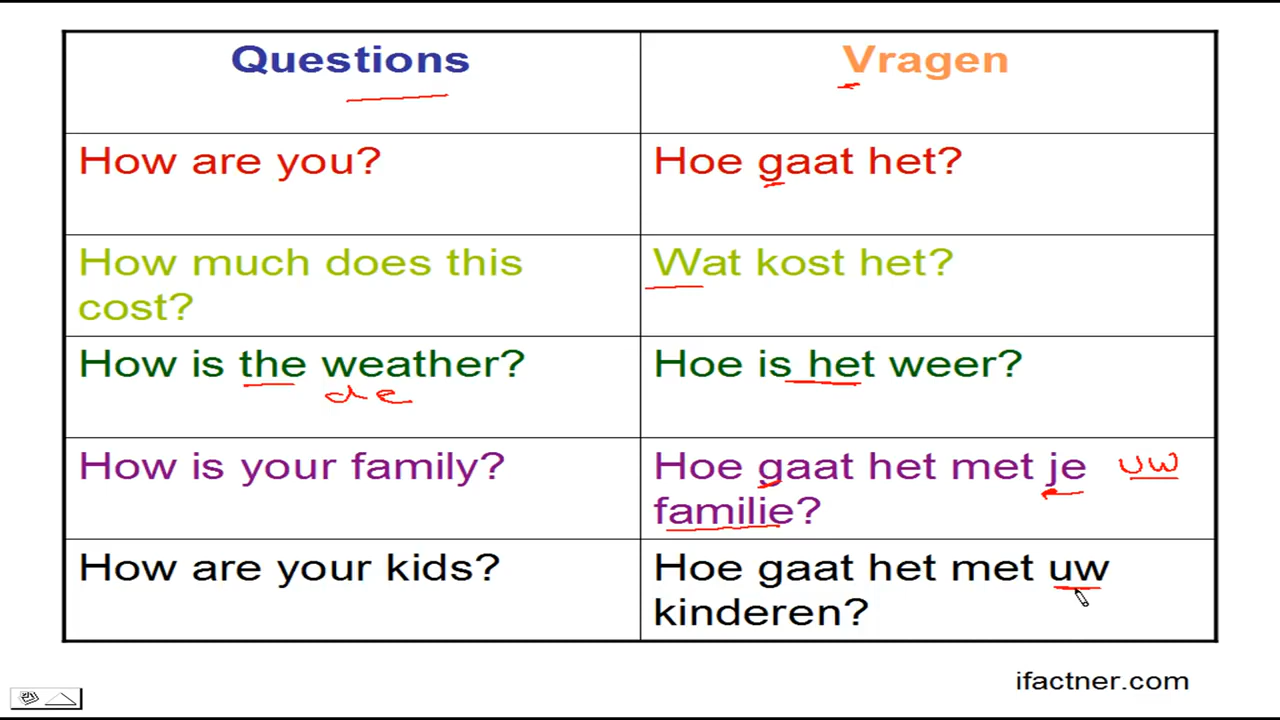 Questions
Vragen
How are you?
Hoe gaat het?
How much does this
cost?
Wat kost het?
How is the weather?
de
Hoe is het weer?
How is your family?
Hoe gaat het met je uw
familie?
How are your kids?
Hoe gaat het met uw
kinderen?
ifactner.com